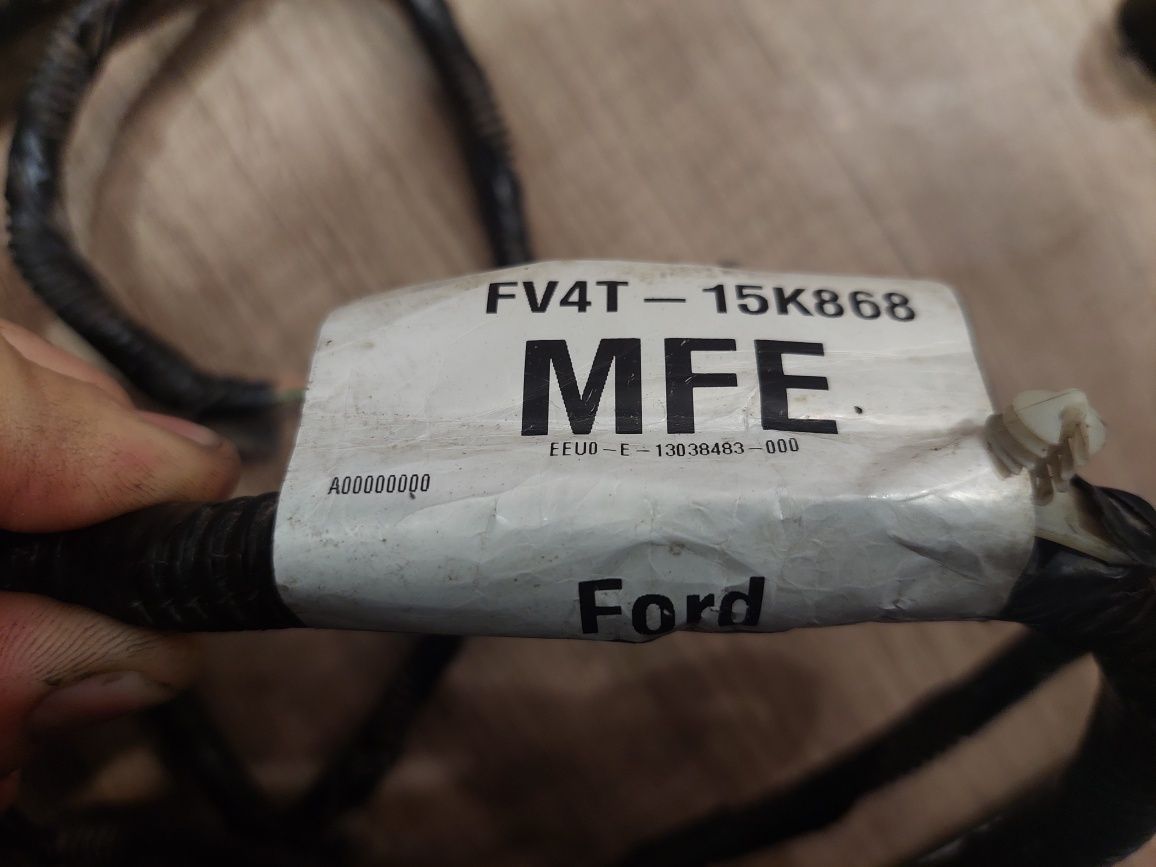 FV4T-15K868
MFE
EEU0-E-13038483-000
A00000000
Ford